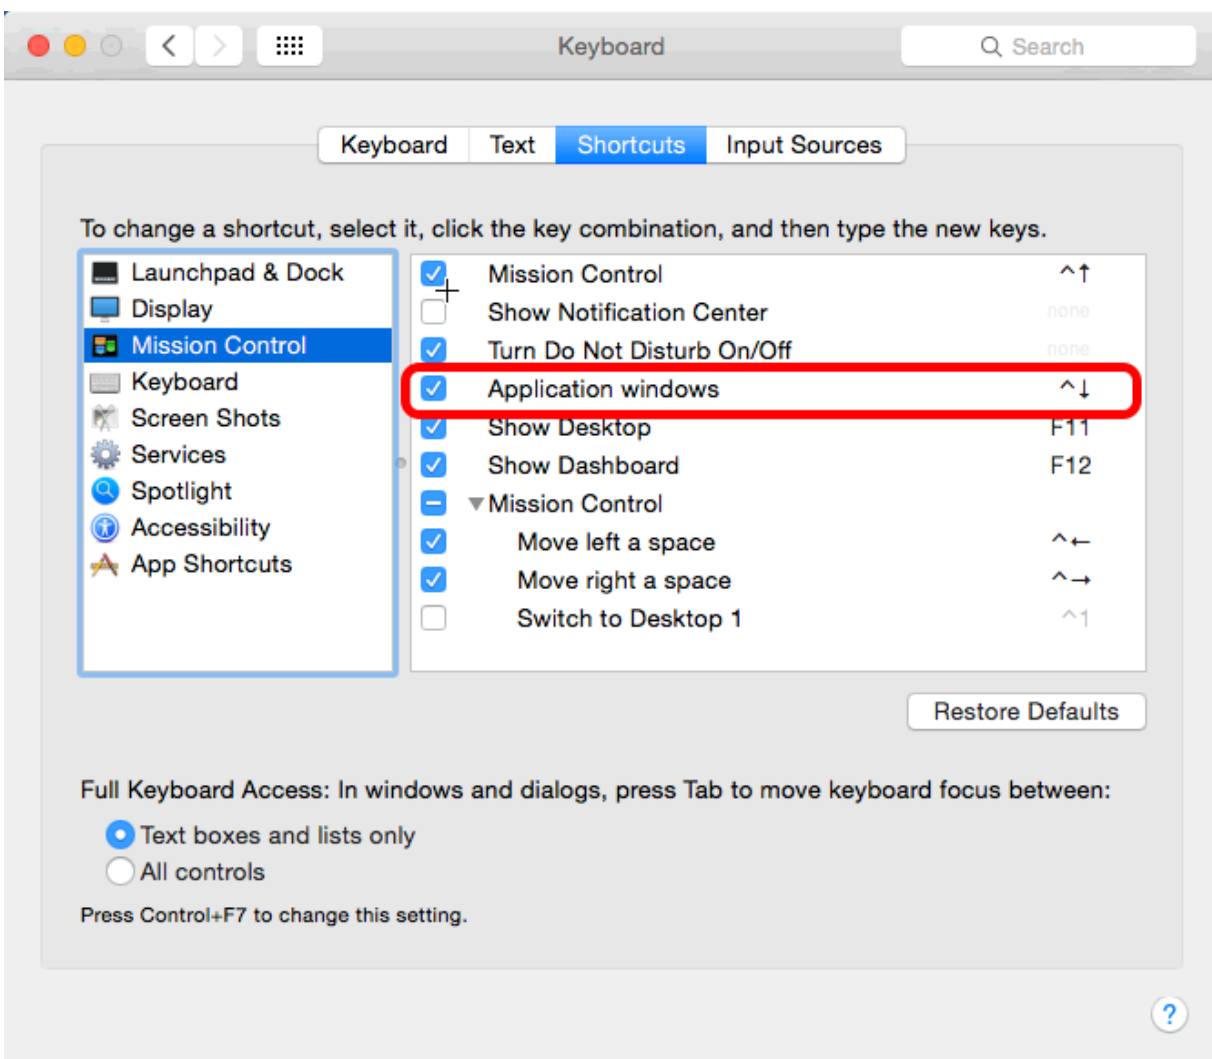 Keyboard
Search
Keyboard Text Shortcuts Input Sources
To change a shortcut, select it, click the key combination, and then type the new keys.
Launchpad & Dock
Display
Mission Control
Keyboard
Screen Shots
Services
Spotlight
Accessibility
App Shortcuts
Mission Control ^↑
Show Notification Center none
Turn Do Not Disturb On/Off none
Application windows ^↓
Show Desktop F11
Show Dashboard F12
Mission Control
Move left a space ^←
Move right a space ^→
Switch to Desktop 1 ^1
Restore Defaults
Full Keyboard Access: In windows and dialogs, press Tab to move keyboard focus between:
Text boxes and lists only
All controls
Press Control+F7 to change this setting.
?